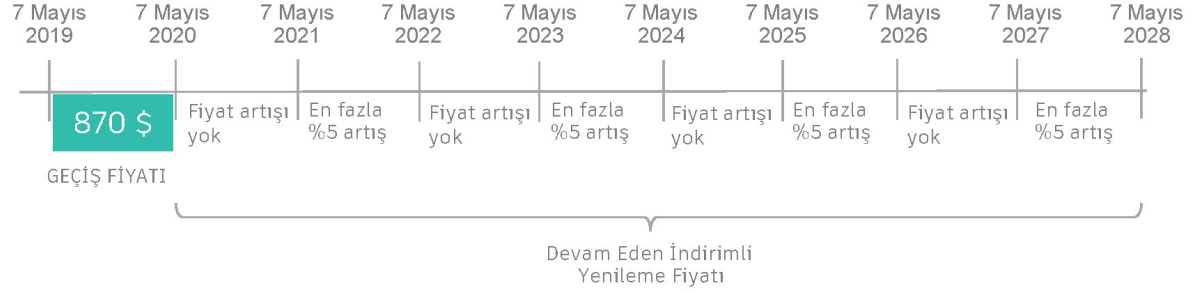 7 Mayıs 7 Mayıs 7 Mayıs 7 Mayıs 7 Mayıs 7 Mayıs 7 Mayıs 7 Mayıs 7 Mayıs 7 Mayıs
2019 2020 2021 2022 2023 2024 2025 2026 2027 2028
870 $
Fiyat artışı
yok
En fazla
%5 artış
Fiyat artışı
yok
En fazla
%5 artış
Fiyat artışı
yok
En fazla
%5 artış
Fiyat artışı
yok
En fazla
%5 artış
GEÇİŞ FİYATI
Devam Eden İndirimli
Yenileme Fiyatı